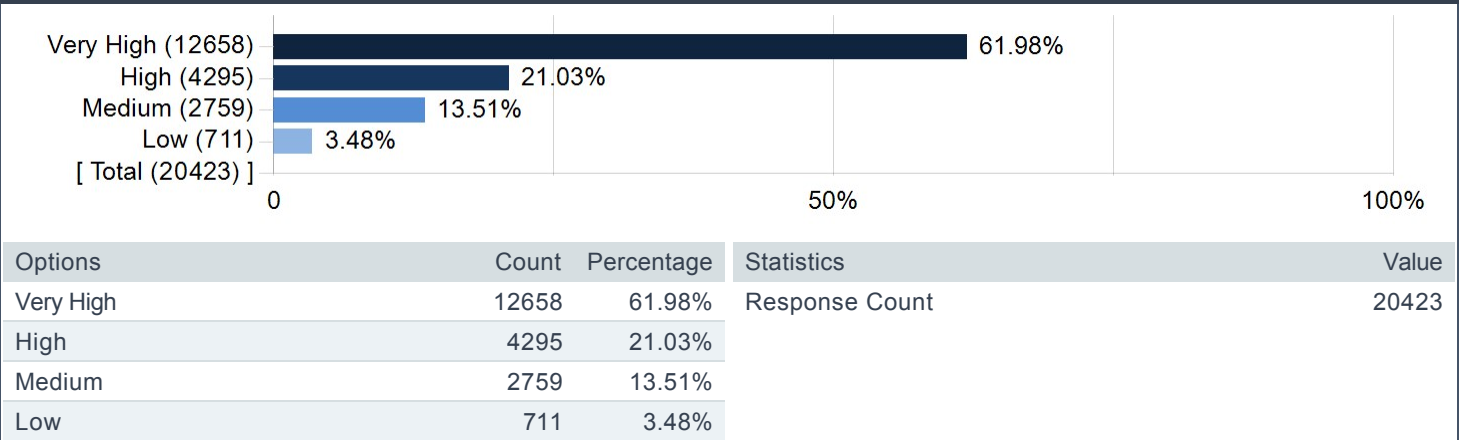 Very High (12658) 61.98%
High (4295) 21.03%
Medium (2759) 13.51%
Low (711) 3.48%
[ Total (20423) ]
0 50% 100%
Options Count Percentage
Very High 12658 61.98%
High 4295 21.03%
Medium 2759 13.51%
Low 711 3.48%
Statistics Value
Response Count 20423